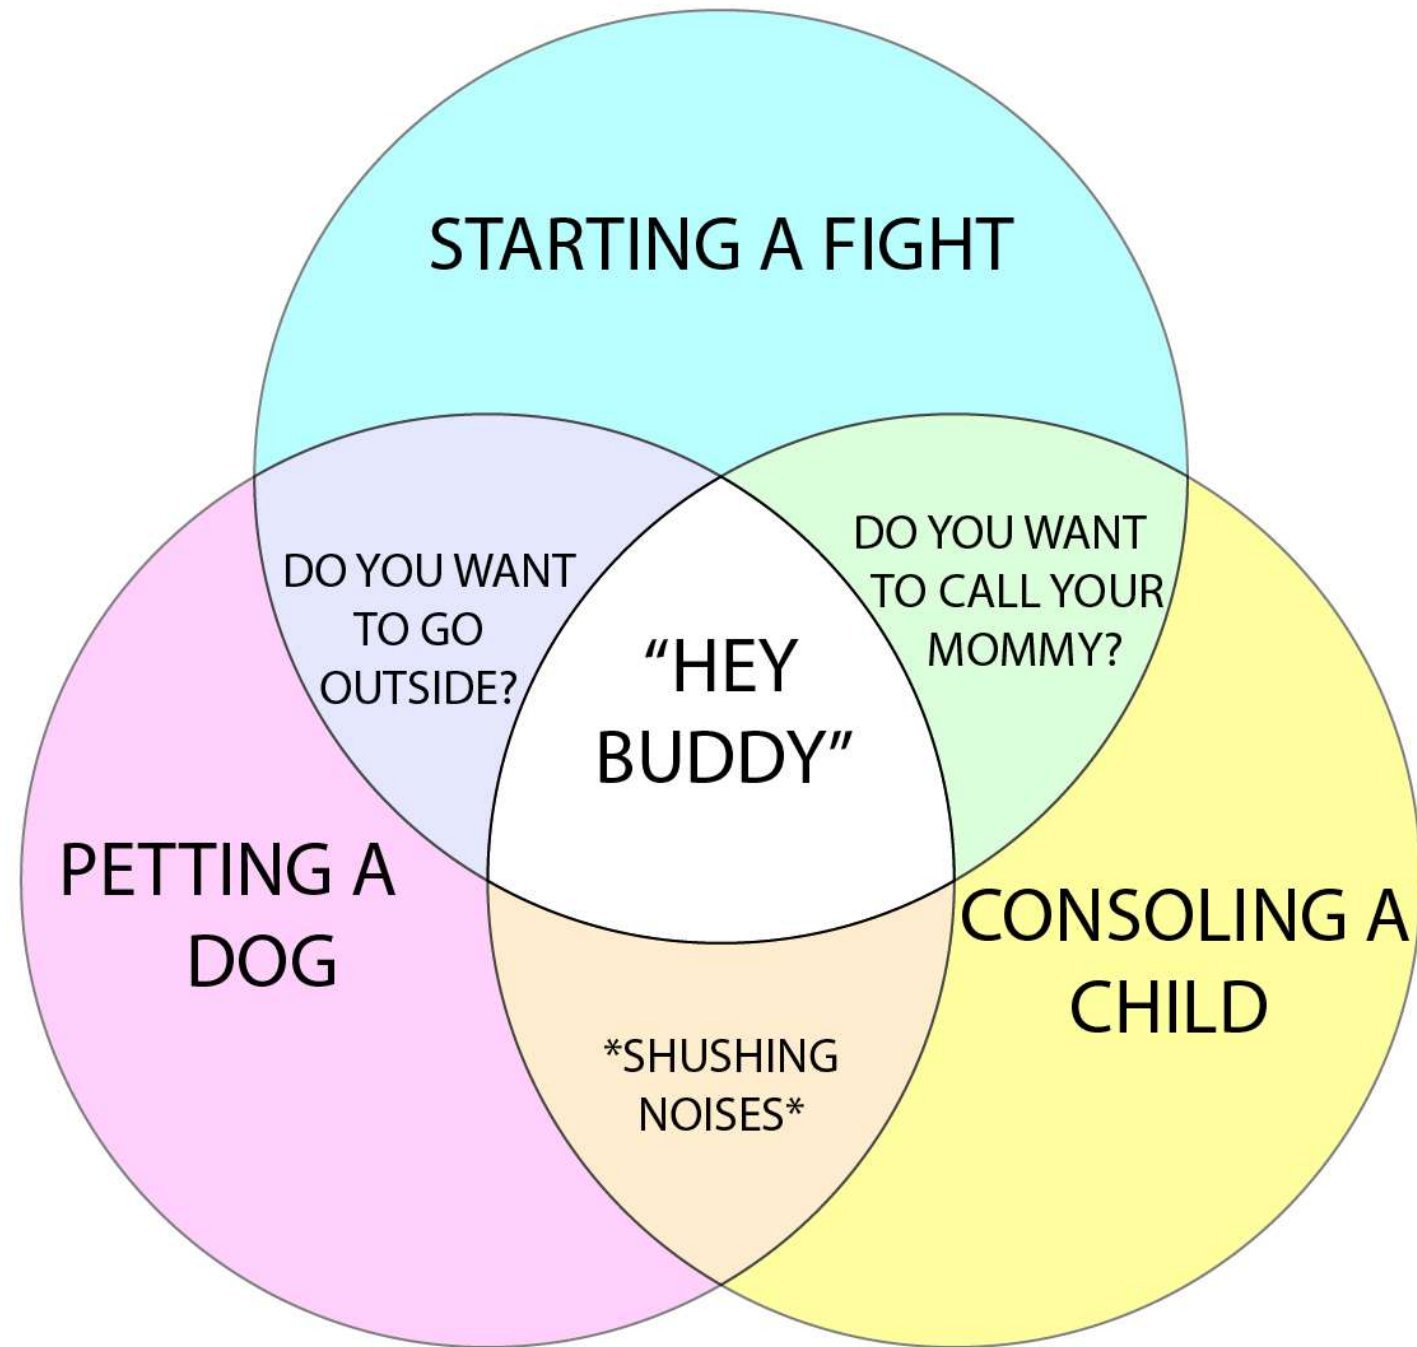 STARTING A FIGHT
DO YOU WANT
TO GO
OUTSIDE?
"HEY
BUDDY"
DO YOU WANT
TO CALL YOUR
MOMMY?
PETTING A
DOG
CONSOLING A
CHILD
*SHUSHING
NOISES*